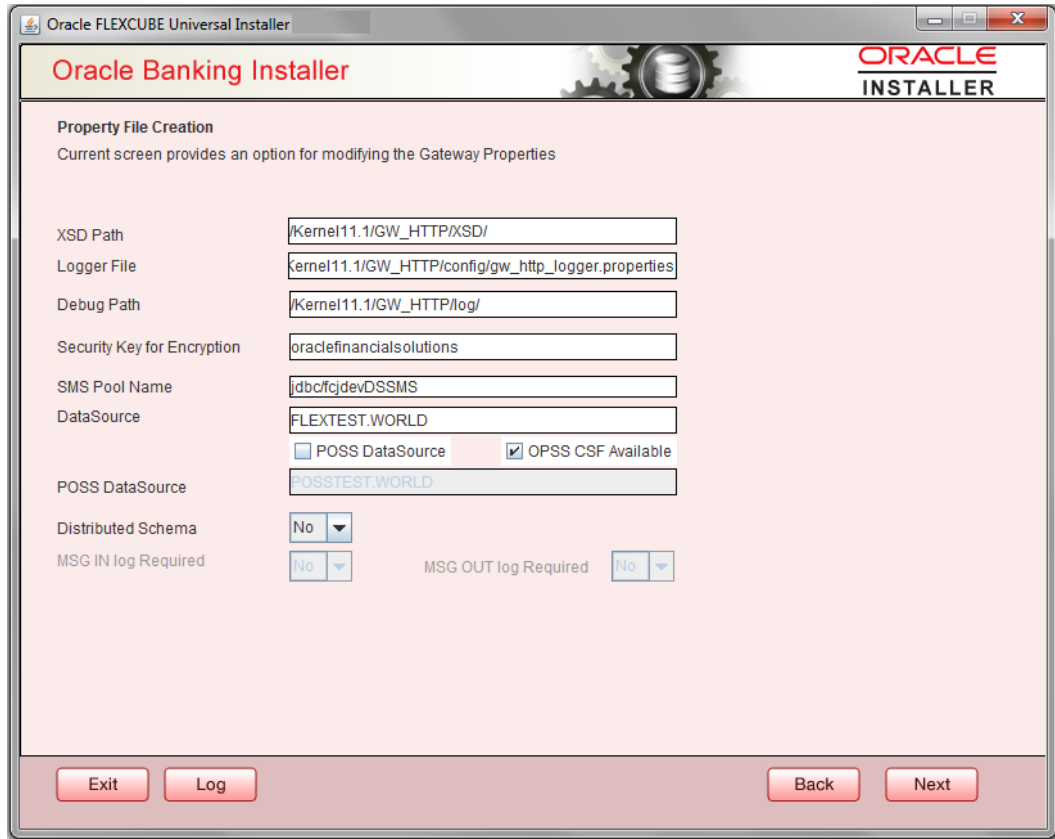 Oracle FLEXCUBE Universal Installer
Oracle Banking Installer
ORACLE
INSTALLER
Property File Creation
Current screen provides an option for modifying the Gateway Properties
XSD Path /Kernel11.1/GW_HTTP/XSD/
Logger File Kernel11.1/GW_HTTP/config/gw_http_logger.properties
Debug Path /Kernel11.1/GW_HTTP/log/
Security Key for Encryption oraclefinancialsolutions
SMS Pool Name jdbc/fcjdevDSSMS
DataSource FLEXTEST.WORLD
POSS DataSource OPSS CSF Available
POSS DataSource POSSTEST.WORLD
Distributed Schema No
MSG IN log Required No MSG OUT log Required No
Exit Log Back Next